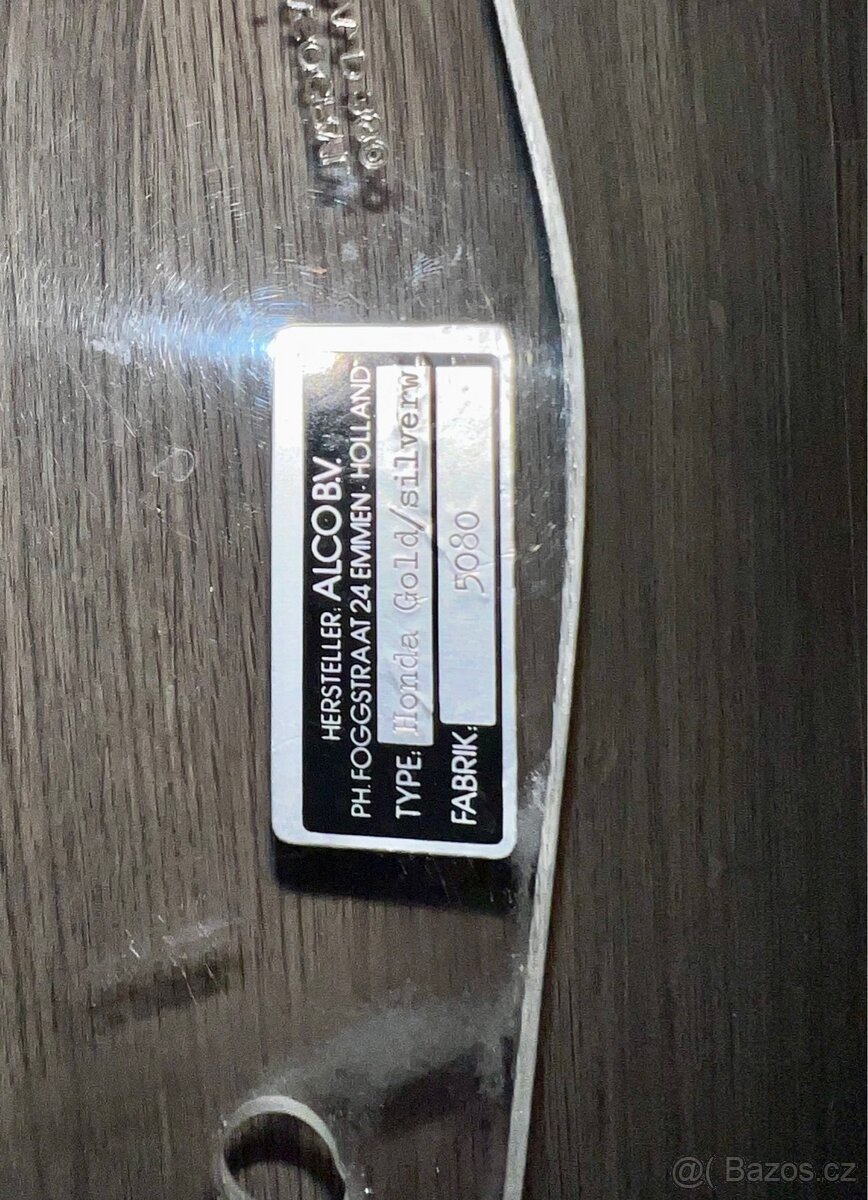 HERSTELLER: ALCO B.V.
PH. FOGGSTRAAT 24 EMMEN · HOLLAND
TYPE: Honda Gold/silverw
FABRIK: 5080
@( Bazos.cz